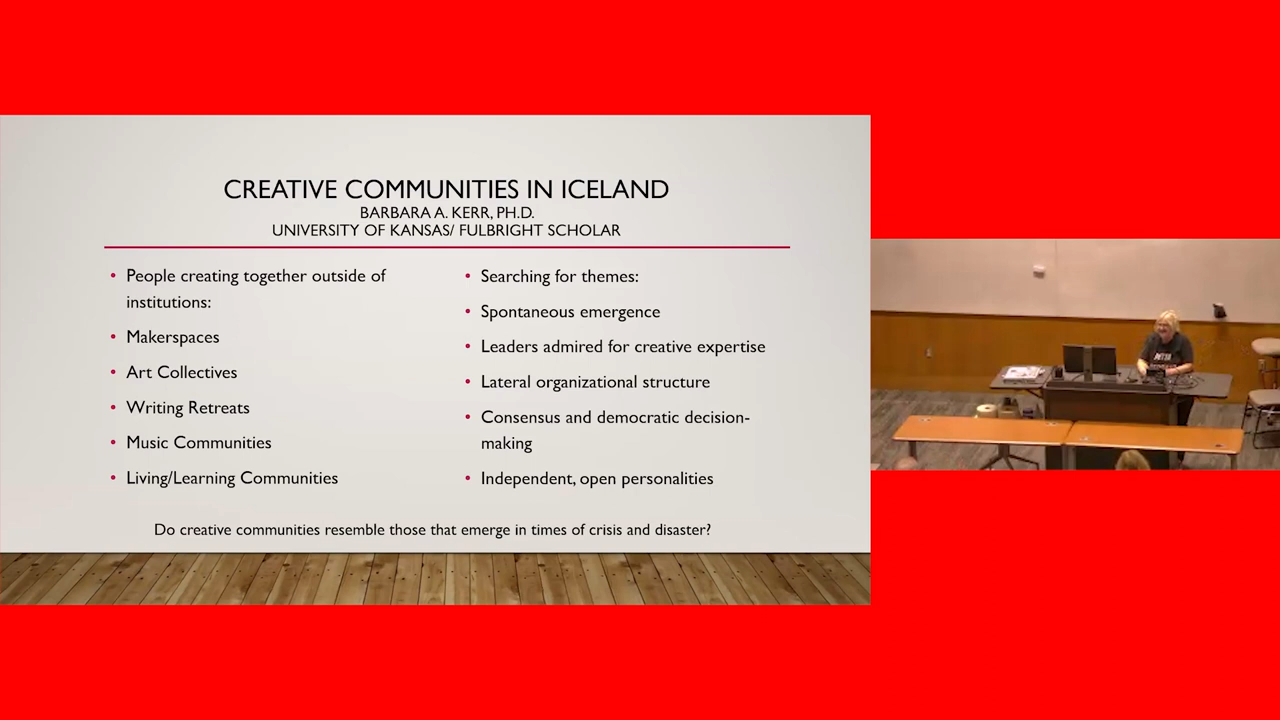 CREATIVE COMMUNITIES IN ICELAND
BARBARA A. KERR, PH.D.
UNIVERSITY OF KANSAS/ FULBRIGHT SCHOLAR
• People creating together outside of
institutions:
• Makerspaces
• Art Collectives
• Writing Retreats
• Music Communities
• Living/Learning Communities
• Searching for themes:
• Spontaneous emergence
• Leaders admired for creative expertise
• Lateral organizational structure
• Consensus and democratic decision-
making
• Independent, open personalities
Do creative communities resemble those that emerge in times of crisis and disaster?